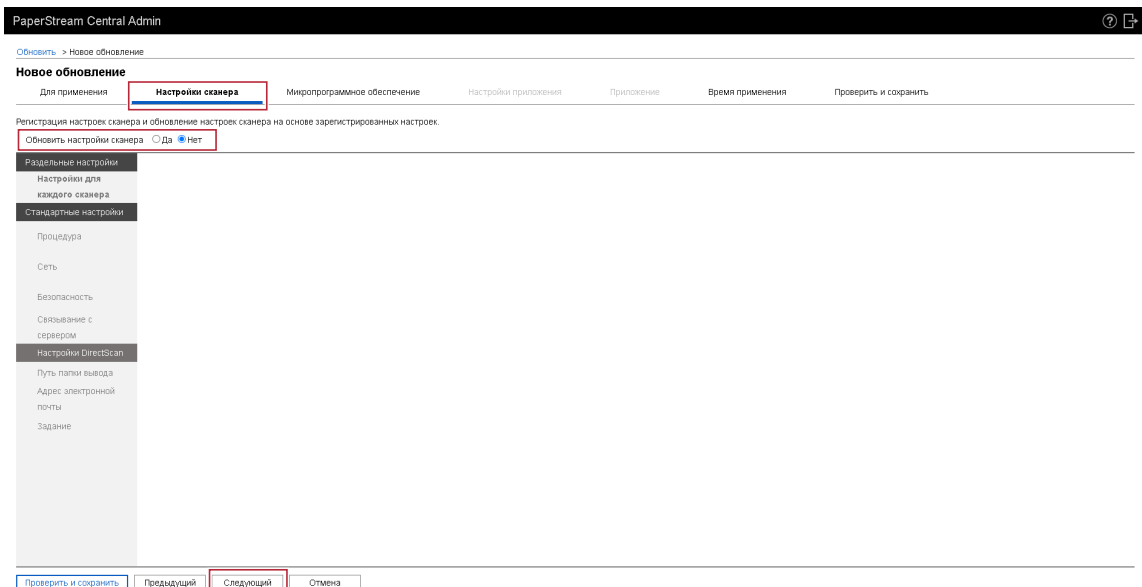 PaperStream Central Admin
Обновить > Новое обновление
Новое обновление
Для применения Настройки сканера Микропрограммное обеспечение Настройки приложения Приложение Время применения Проверить и сохранить
Регистрация настроек сканера и обновление настроек сканера на основе зарегистрированных настроек.
Обновить настройки сканера Да Нет
Раздельные настройки
Настройки для
каждого сканера
Стандартные настройки
Процедура
Сеть
Безопасность
Связывание с
сервером
Настройки DirectScan
Путь папки вывода
Адрес электронной
почты
Задание
Проверить и сохранить Предыдущий Следующий Отмена